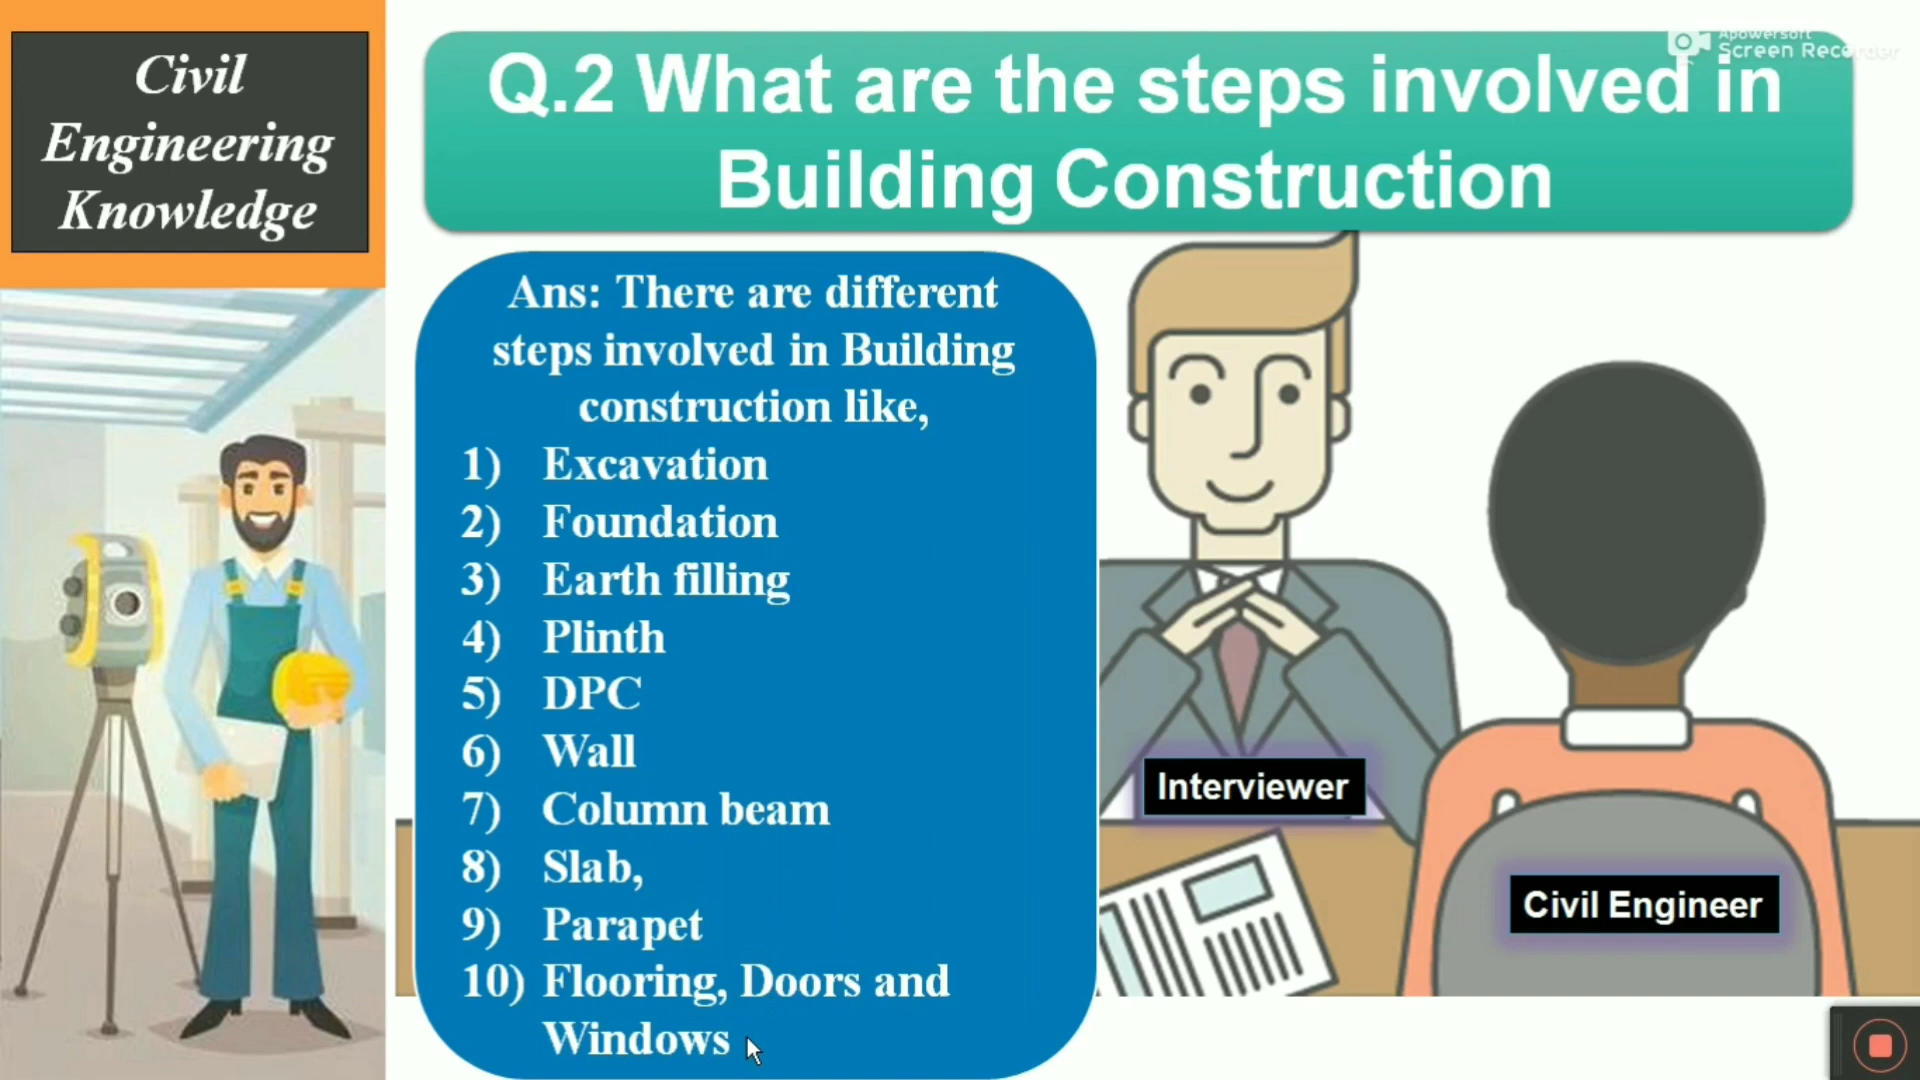 Civil
Engineering
Knowledge
Apowersoft
Screen Recorder
Q.2 What are the steps involved in
Building Construction
Ans: There are different
steps involved in Building
construction like,
1) Excavation
2) Foundation
3) Earth filling
4) Plinth
5) DPC
6) Wall
7) Column beam
8) Slab,
9) Parapet
10) Flooring, Doors and
Windows
Interviewer
Civil Engineer